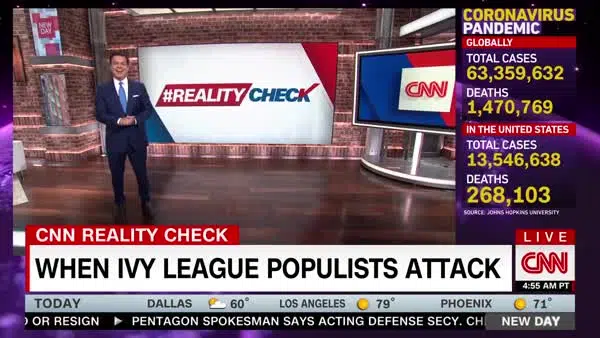 NEW
DAY
#REALITY CHECK
CNN
CORONAVIRUS
PANDEMIC
GLOBALLY
TOTAL CASES
63,359,632
DEATHS
1,470,769
IN THE UNITED STATES
TOTAL CASES
13,546,638
DEATHS
268,103
SOURCE: JOHNS HOPKINS UNIVERSITY
CNN REALITY CHECK
WHEN IVY LEAGUE POPULISTS ATTACK
LIVE
CNN
4:55 AM PT
TODAY DALLAS 60° LOS ANGELES 79° PHOENIX 71°
O OR RESIGN ▶ PENTAGON SPOKESMAN SAYS ACTING DEFENSE SECY. CH
NEW DAY